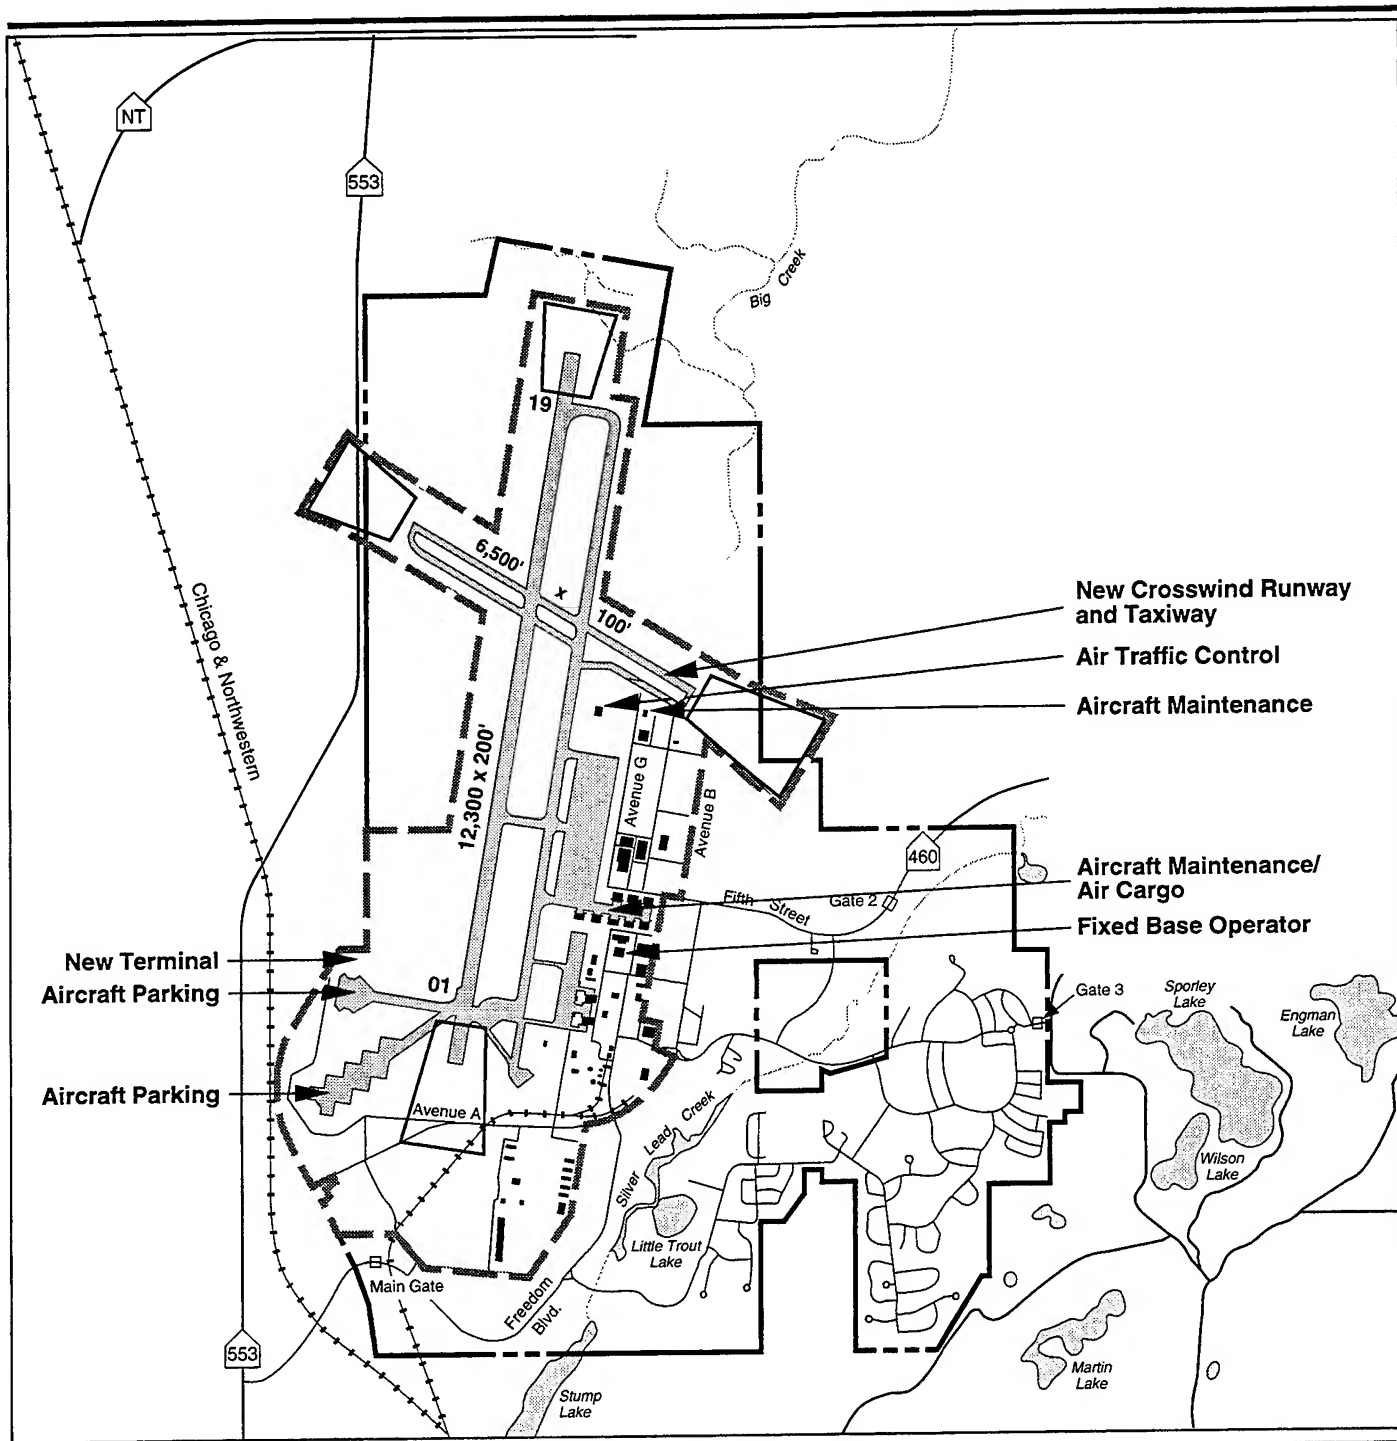 NT
553
Big Creek
19
6,500'
x
100'
Chicago & Northwestern
New Crosswind Runway
and Taxiway
Air Traffic Control
Aircraft Maintenance
12,300 x 200'
Avenue G
Avenue B
460
Aircraft Maintenance/
Air Cargo
Fifth Street
Gate 2
Fixed Base Operator
New Terminal
01
Aircraft Parking
Gate 3
Sporley
Lake
Engman
Lake
Aircraft Parking
Avenue A
Silver Lead Creek
Wilson
Lake
Little Trout
Lake
Main Gate
Freedom
Blvd.
553
Martin
Lake
Stump
Lake